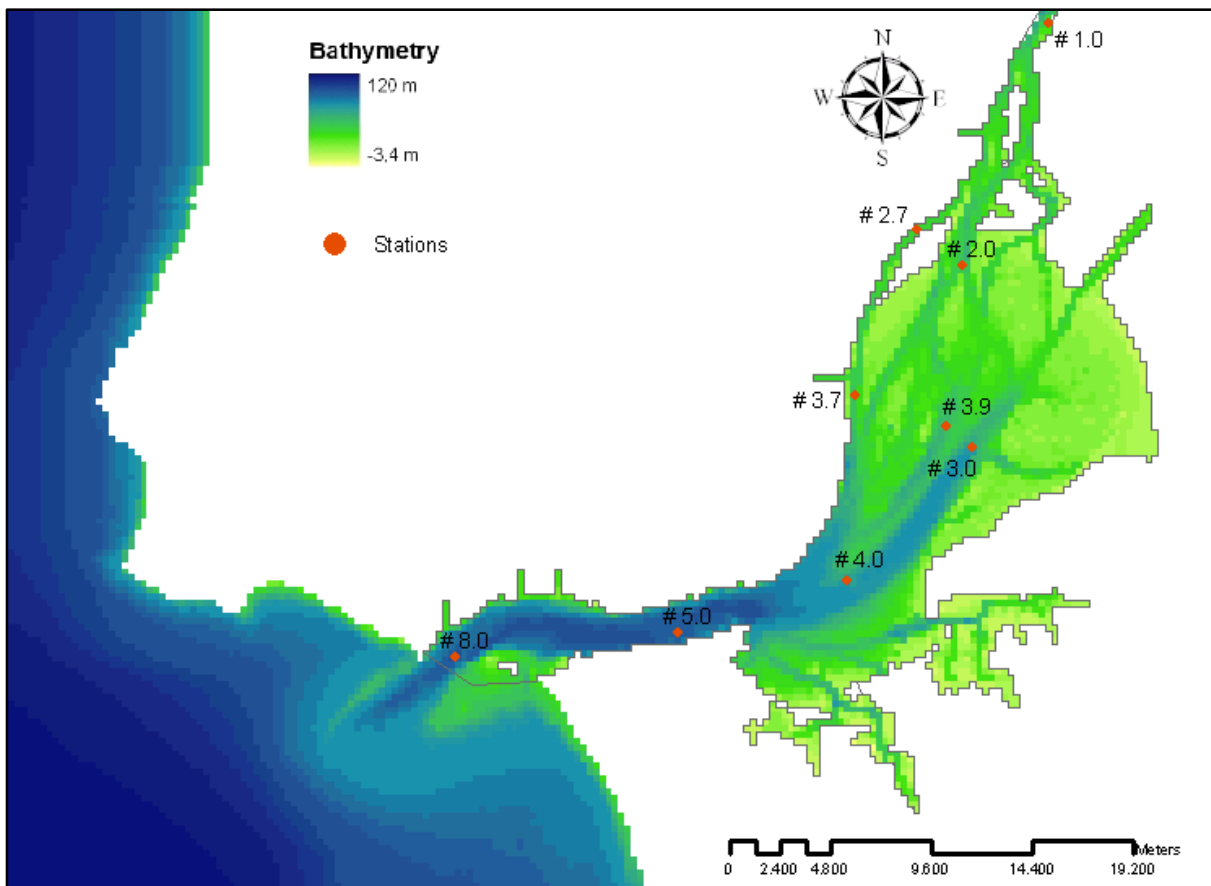 Bathymetry
120 m
-3,4 m
Stations
N
W
E
S
# 1.0
# 2.7
# 2.0
# 3.7
# 3.9
# 3.0
# 4.0
# 5.0
# 8.0
Meters
0 2.400 4.800 9.600 14.400 19.200